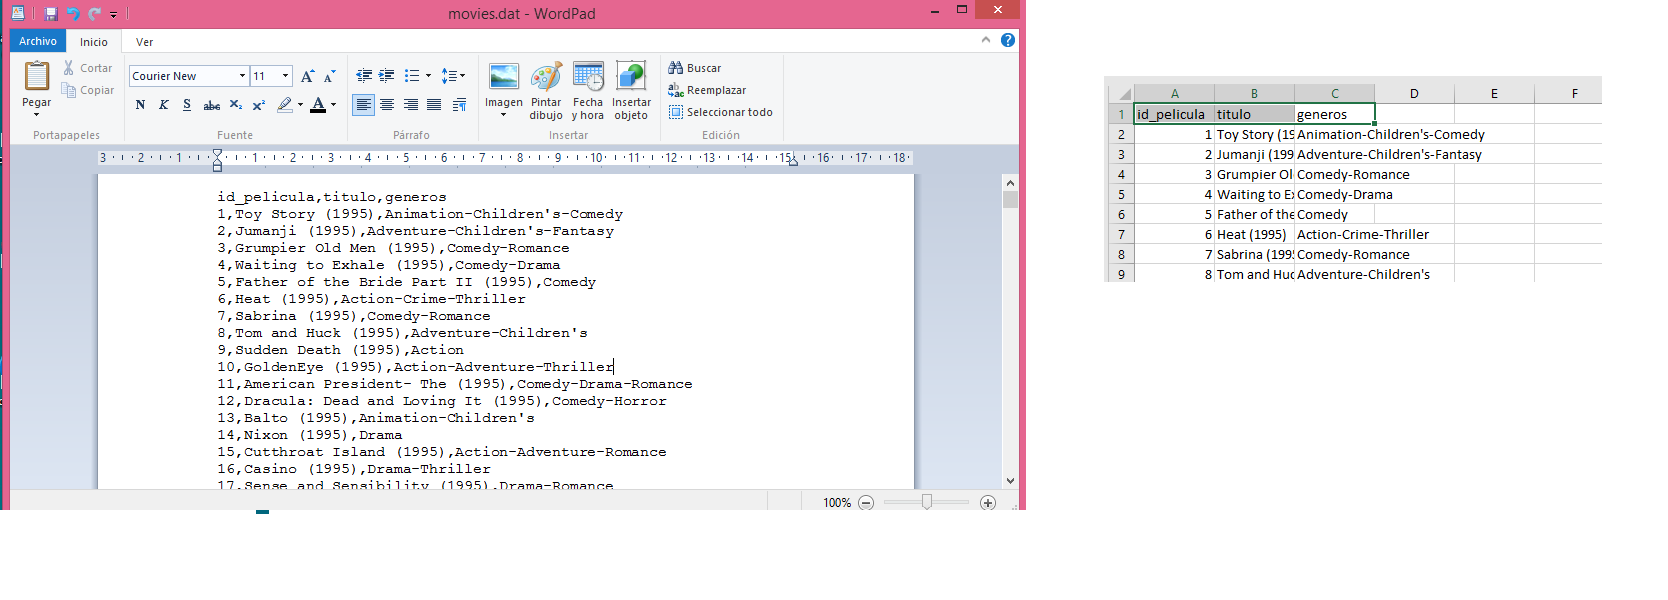 movies.dat - WordPad
Archivo Inicio Ver
Pegar Cortar Copiar
Portapapeles
Courier New 11
N K S abc X₂ X² A
Fuente
Párrafo
Imagen Pintar dibujo Fecha y hora Insertar objeto
Insertar
Buscar
Reemplazar
Seleccionar todo
Edición
3 2 1 1 2 3 4 5 6 7 8 9 10 11 12 13 14 15 16 17 18
id_pelicula,titulo,generos
1,Toy Story (1995),Animation-Children's-Comedy
2,Jumanji (1995),Adventure-Children's-Fantasy
3,Grumpier Old Men (1995),Comedy-Romance
4,Waiting to Exhale (1995),Comedy-Drama
5,Father of the Bride Part II (1995),Comedy
6,Heat (1995),Action-Crime-Thriller
7,Sabrina (1995),Comedy-Romance
8,Tom and Huck (1995),Adventure-Children's
9,Sudden Death (1995),Action
10,GoldenEye (1995),Action-Adventure-Thriller
11,American President- The (1995),Comedy-Drama-Romance
12,Dracula: Dead and Loving It (1995),Comedy-Horror
13,Balto (1995),Animation-Children's
14,Nixon (1995),Drama
15,Cutthroat Island (1995),Action-Adventure-Romance
16,Casino (1995),Drama-Thriller
17,Sense and Sensibility (1995),Drama-Romance
100%
A B C D E F
1 id_pelicula titulo generos
2 1 Toy Story (19 Animation-Children's-Comedy
3 2 Jumanji (199 Adventure-Children's-Fantasy
4 3 Grumpier Ol Comedy-Romance
5 4 Waiting to Ex Comedy-Drama
6 5 Father of the Comedy
7 6 Heat (1995) Action-Crime-Thriller
8 7 Sabrina (199 Comedy-Romance
9 8 Tom and Huc Adventure-Children's